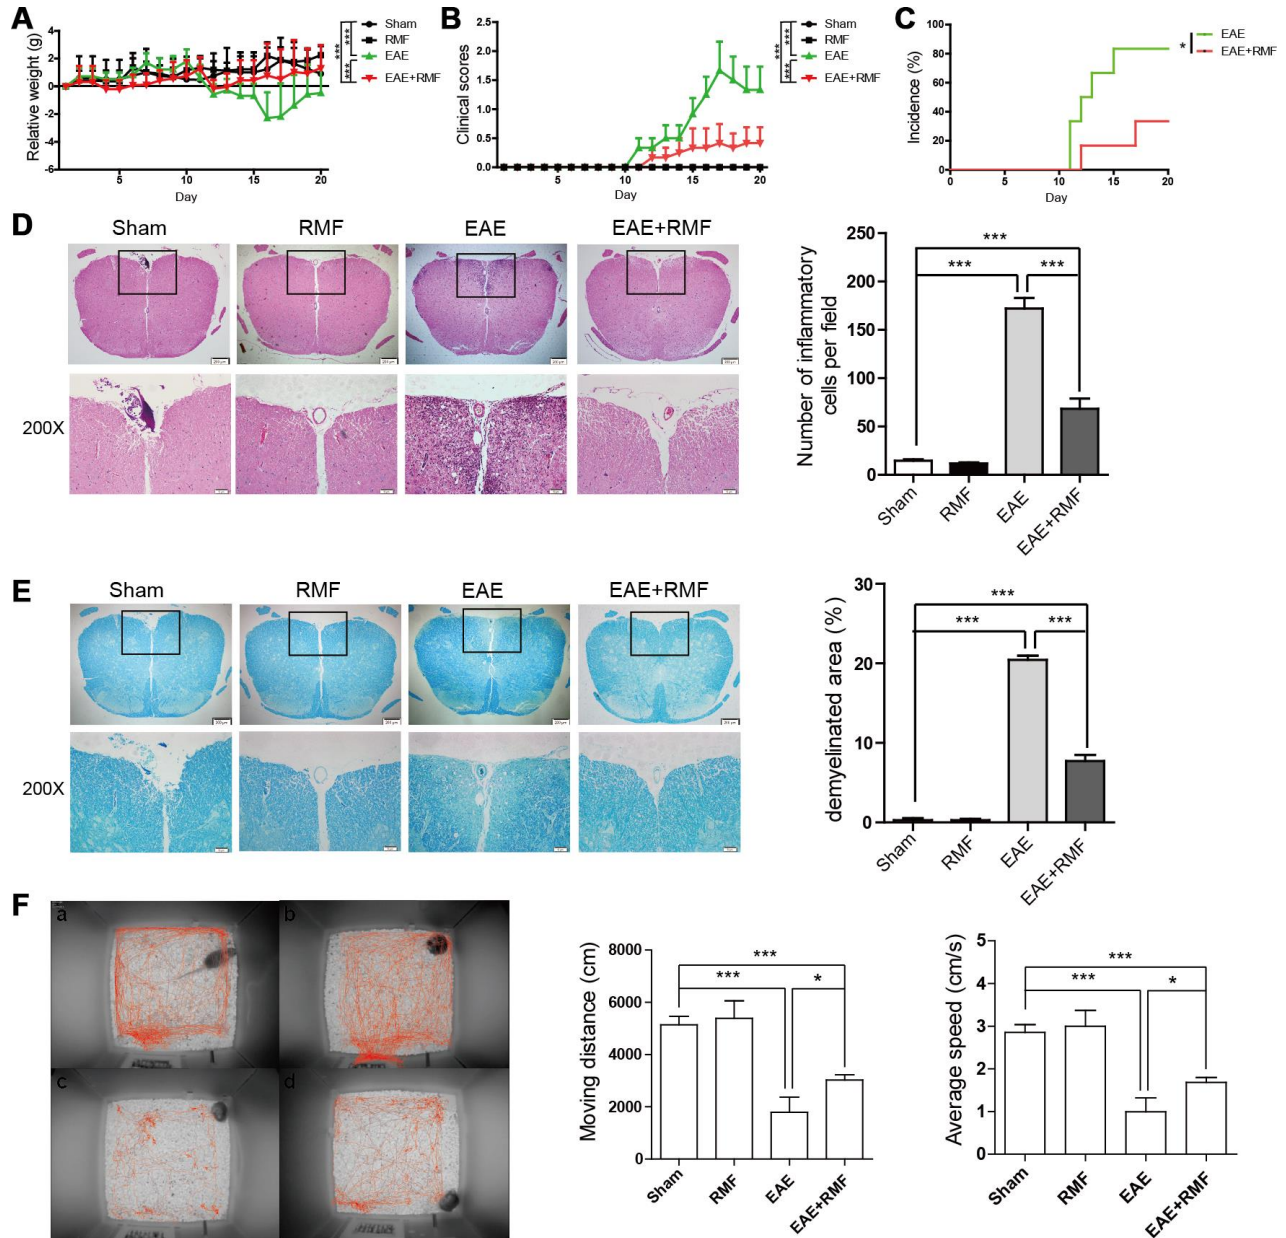 A
Relative weight (g)
4
2
0
-2
-4
-6
5
10
15
20
Day
***
***
***
Sham
RMF
EAE
EAE+RMF
B
Clinical scores
2.5
2.0
1.5
1.0
0.5
0.0
5
10
15
20
Day
***
***
***
Sham
RMF
EAE
EAE+RMF
C
Incidence (%)
100
80
60
40
20
0
0
5
10
15
20
Day
*
EAE
EAE+RMF
D
Sham
RMF
EAE
EAE+RMF
200X
Number of inflammatory
cells per field
250
200
150
100
50
0
***
***
***
Sham
RMF
EAE
EAE+RMF
E
Sham
RMF
EAE
EAE+RMF
200X
demyelinated area (%)
30
20
10
0
***
***
***
Sham
RMF
EAE
EAE+RMF
F
a
b
c
d
Moving distance (cm)
8000
6000
4000
2000
0
***
***
*
Sham
RMF
EAE
EAE+RMF
Average speed (cm/s)
5
4
3
2
1
0
***
***
*
Sham
RMF
EAE
EAE+RMF